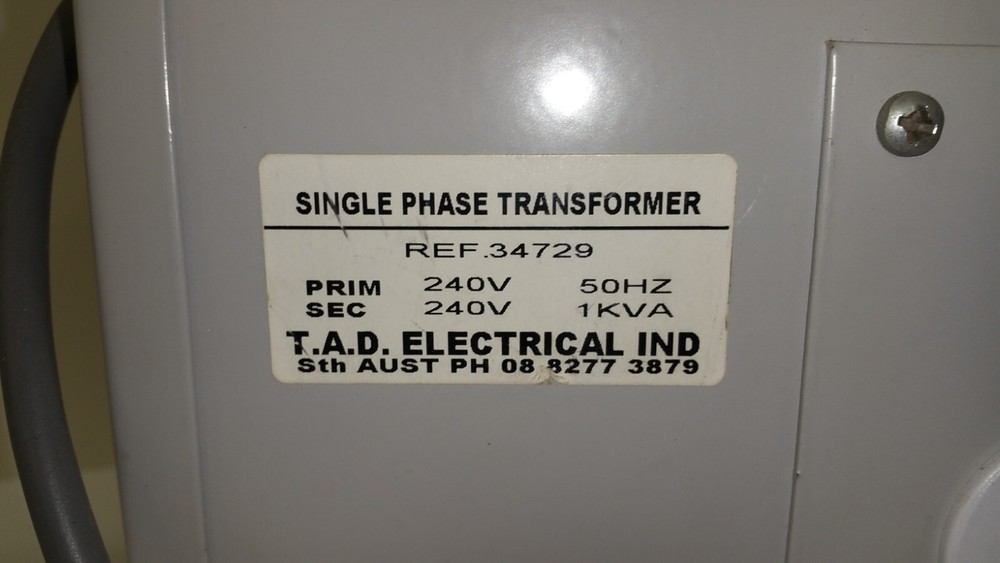 SINGLE PHASE TRANSFORMER
REF.34729
PRIM 240V 50HZ
SEC 240V 1KVA
T.A.D. ELECTRICAL IND
Sth AUST PH 08 8277 3879